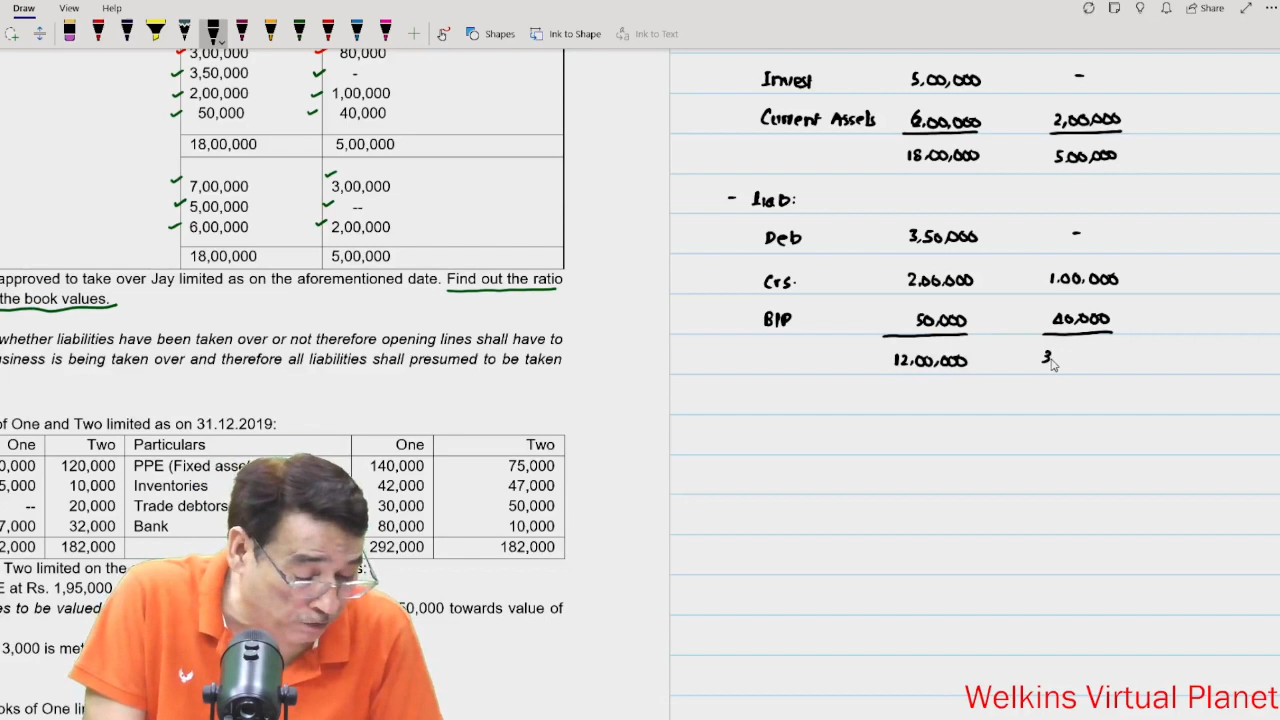 Draw View Help Share
Shapes Ink to Shape Ink to Text
3,00,000 80,000
3,50,000 -
2,00,000 1,00,000
50,000 40,000
18,00,000 5,00,000
7,00,000 3,00,000
5,00,000 --
6,00,000 2,00,000
18,00,000 5,00,000
approved to take over Jay limited as on the aforementioned date. Find out the ratio
the book values.
whether liabilities have been taken over or not therefore opening lines shall have to
business is being taken over and therefore all liabilities shall presumed to be taken
of One and Two limited as on 31.12.2019:
One Two Particulars One Two
0,000 120,000 PPE (Fixed asse 140,000 75,000
5,000 10,000 Inventories 42,000 47,000
-- 20,000 Trade debtors 30,000 50,000
7,000 32,000 Bank 80,000 10,000
2,000 182,000 292,000 182,000
Two limited on the s:
E at Rs. 1,95,000
es to be valued 50,000 towards value of
3,000 is met
oks of One li
Invest 5,00,000 -
Current Assets 6,00,000 2,00,000
18,00,000 5,00,000
- liab:
Deb 3,50,000 -
Crs. 2,00,000 1,00,000
BIP 50,000 40,000
12,00,000 3
Welkins Virtual Planet